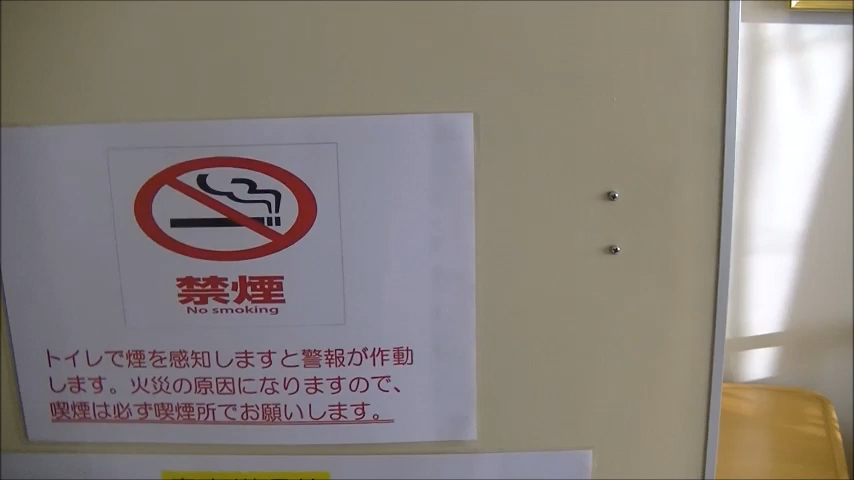 禁煙
No smoking
トイレで煙を感知しますと警報が作動
します。火災の原因になりますので、
喫煙は必ず喫煙所でお願いします。